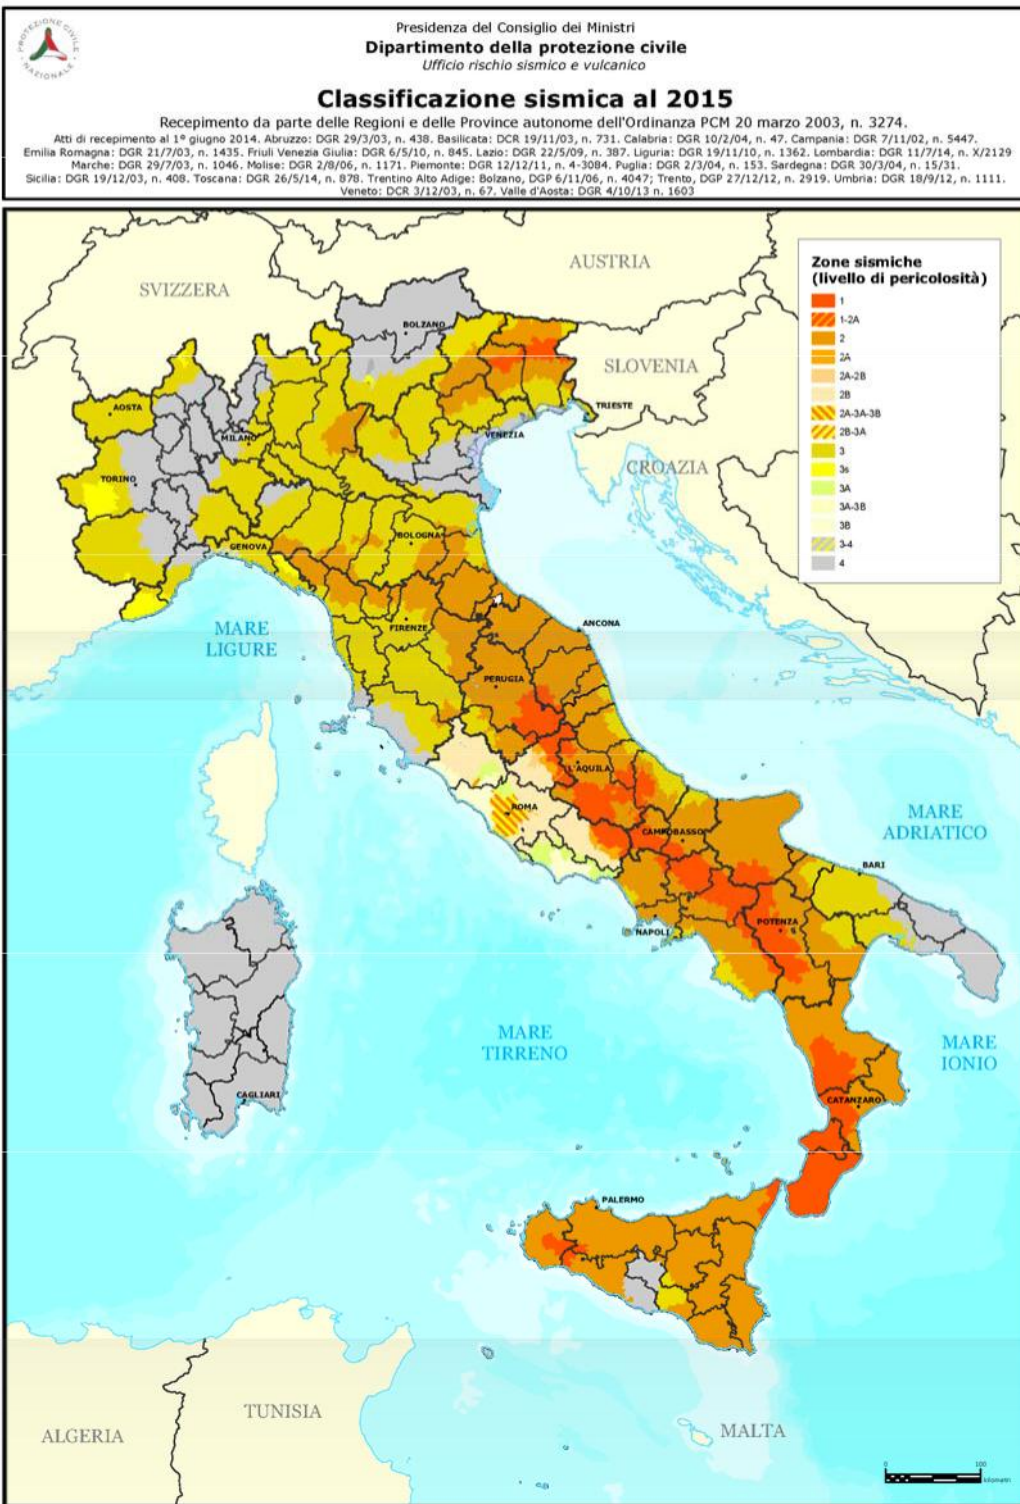 PROTEZIONE CIVILE
NAZIONALE
Presidenza del Consiglio dei Ministri
Dipartimento della protezione civile
Ufficio rischio sismico e vulcanico
Classificazione sismica al 2015
Recepimento da parte delle Regioni e delle Province autonome dell'Ordinanza PCM 20 marzo 2003, n. 3274.
Atti di recepimento al 1º giugno 2014. Abruzzo: DGR 29/3/03, n. 438. Basilicata: DCR 19/11/03, n. 731. Calabria: DGR 10/2/04, n. 47. Campania: DGR 7/11/02, n. 5447.
Emilia Romagna: DGR 21/7/03, n. 1435. Friuli Venezia Giulia: DGR 6/5/10, n. 845. Lazio: DGR 22/5/09, n. 387. Liguria: DGR 19/11/10, n. 1362. Lombardia: DGR 11/7/14, n. X/2129
Marche: DGR 29/7/03, n. 1046. Molise: DGR 2/8/06, n. 1171. Piemonte: DGR 12/12/11, n. 4-3084. Puglia: DGR 2/3/04, n. 153. Sardegna: DGR 30/3/04, n. 15/31.
Sicilia: DGR 19/12/03, n. 408. Toscana: DGR 26/5/14, n. 878. Trentino Alto Adige: Bolzano, DGP 6/11/06, n. 4047; Trento, DGP 27/12/12, n. 2919. Umbria: DGR 18/9/12, n. 1111.
Veneto: DCR 3/12/03, n. 67. Valle d'Aosta: DGR 4/10/13 n. 1603
Zone sismiche
(livello di pericolosità)
1
1-2A
2
2A
2A-2B
2B
2A-3A-3B
2B-3A
3
3s
3A
3A-3B
3B
3-4
4
AUSTRIA
SVIZZERA
BOLZANO
SLOVENIA
AOSTA
TRIESTE
MILANO
VENEZIA
CROAZIA
TORINO
BOLOGNA
GENOVA
ANCONA
FIRENZE
MARE
LIGURE
PERUGIA
L'AQUILA
ROMA
MARE
ADRIATICO
CAMPOBASSO
BARI
NAPOLI
POTENZA
MARE
TIRRENO
MARE
IONIO
CAGLIARI
CATANZARO
PALERMO
TUNISIA
ALGERIA
MALTA
0
100
kilometri